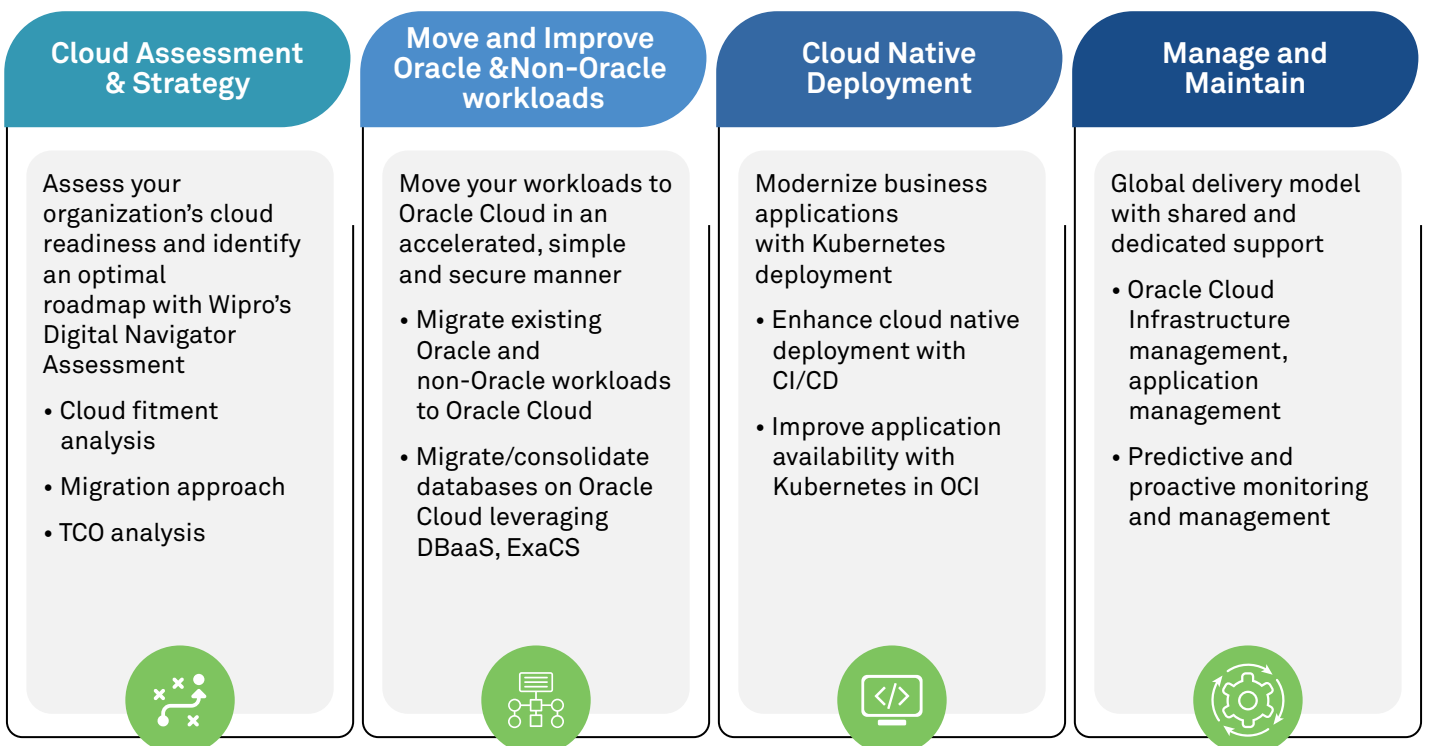 Cloud Assessment
& Strategy
Assess your
organization’s cloud
readiness and identify
an optimal
roadmap with Wipro’s
Digital Navigator
Assessment
• Cloud fitment
analysis
• Migration approach
• TCO analysis
Move and Improve
Oracle &Non-Oracle
workloads
Move your workloads to
Oracle Cloud in an
accelerated, simple
and secure manner
• Migrate existing
Oracle and
non-Oracle workloads
to Oracle Cloud
• Migrate/consolidate
databases on Oracle
Cloud leveraging
DBaaS, ExaCS
Cloud Native
Deployment
Modernize business
applications
with Kubernetes
deployment
• Enhance cloud native
deployment with
CI/CD
• Improve application
availability with
Kubernetes in OCI
Manage and
Maintain
Global delivery model
with shared and
dedicated support
• Oracle Cloud
Infrastructure
management,
application
management
• Predictive and
proactive monitoring
and management